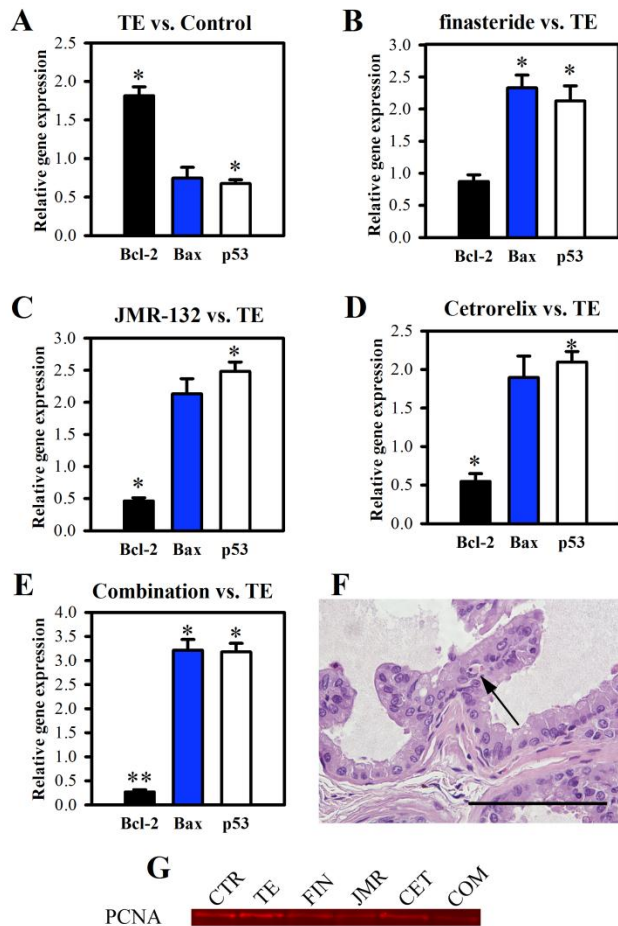 A
TE vs. Control
Relative gene expression
2.5
2.0
1.5
1.0
0.5
0.0
*
*
Bcl-2 Bax p53
B
finasteride vs. TE
Relative gene expression
3.0
2.5
2.0
1.5
1.0
0.5
0.0
*
*
Bcl-2 Bax p53
C
JMR-132 vs. TE
Relative gene expression
3.0
2.5
2.0
1.5
1.0
0.5
0.0
*
*
Bcl-2 Bax p53
D
Cetrorelix vs. TE
Relative gene expression
2.5
2.0
1.5
1.0
0.5
0.0
*
*
Bcl-2 Bax p53
E
Combination vs. TE
Relative gene expression
4.0
3.5
3.0
2.5
2.0
1.5
1.0
0.5
0.0
**
*
*
Bcl-2 Bax p53
F
G
CTR TE FIN JMR CET COM
PCNA